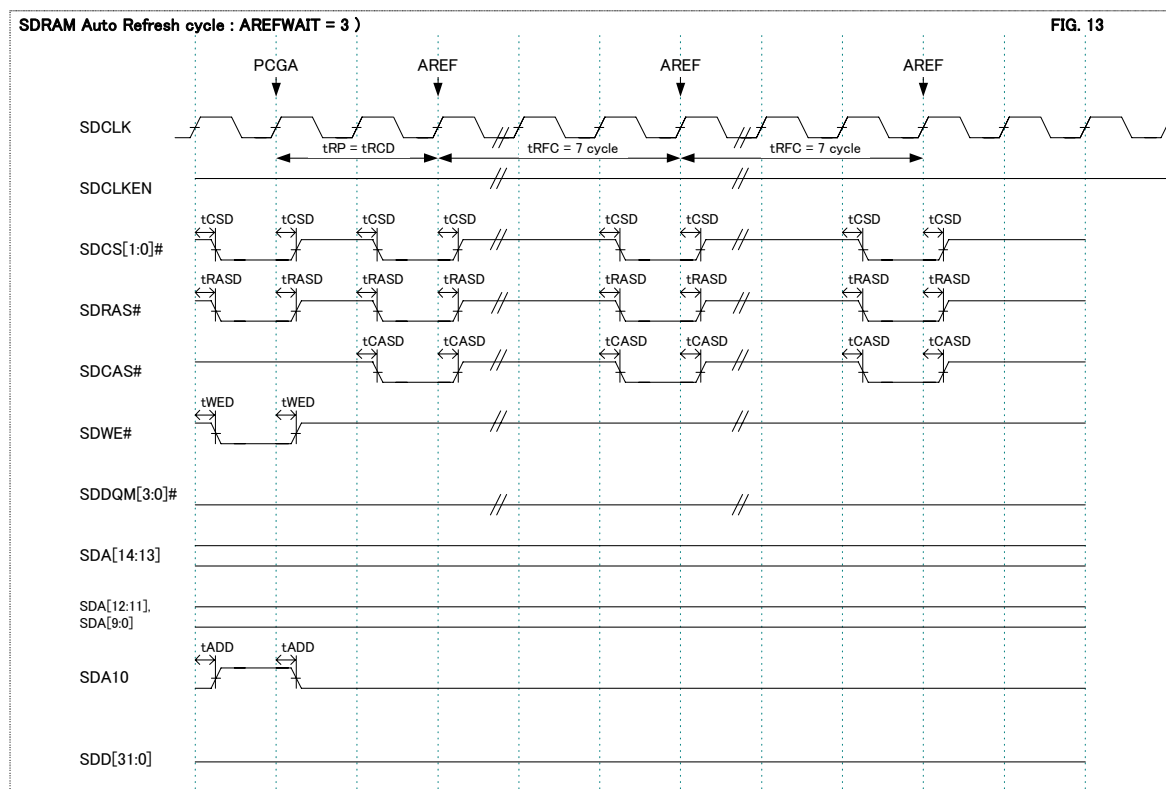 SDRAM Auto Refresh cycle : AREFWAIT = 3 )
FIG. 13
PCGA AREF AREF AREF
SDCLK
tRP = tRCD tRFC = 7 cycle tRFC = 7 cycle
SDCLKEN
tCSD tCSD tCSD tCSD tCSD tCSD tCSD tCSD
SDCS[1:0]#
tRASD tRASD tRASD tRASD tRASD tRASD tRASD tRASD
SDRAS#
tCASD tCASD tCASD tCASD tCASD tCASD
SDCAS#
tWED tWED
SDWE#
SDDQM[3:0]#
SDA[14:13]
SDA[12:11],
SDA[9:0]
tADD tADD
SDA10
SDD[31:0]